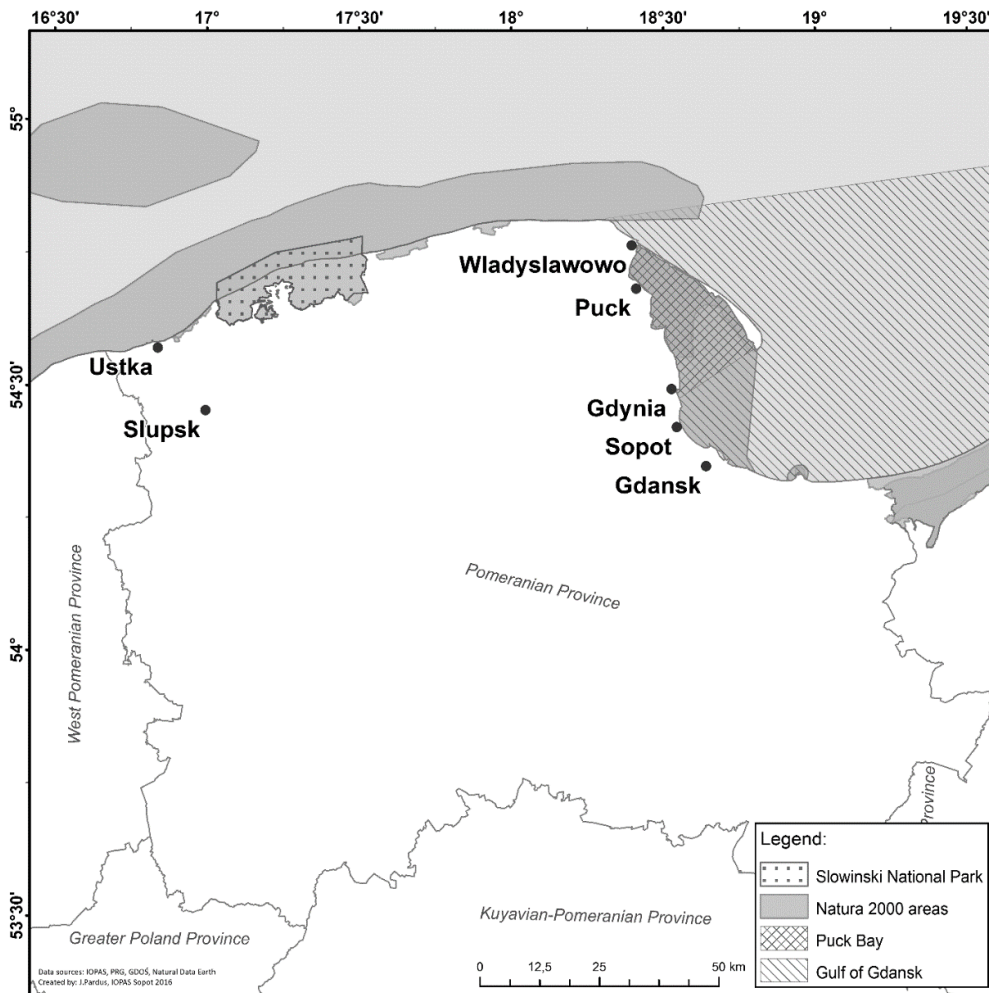 16°30' 17° 17°30' 18° 18°30' 19° 19°30'
55°
Wladyslawowo
Puck
Ustka
54°30'
Gdynia
Slupsk
Sopot
Gdansk
Pomeranian Province
West Pomeranian Province
54°
Province
Legend:
Slowinski National Park
Natura 2000 areas
Puck Bay
Gulf of Gdansk
53°30'
Kuyavian-Pomeranian Province
Greater Poland Province
Data sources: IOPAS, PRG, GDOŚ, Natural Data Earth
Created by: J.Pardus, IOPAS Sopot 2016
0 12,5 25 50 km